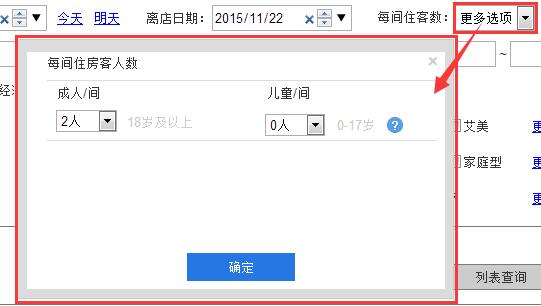 今天 明天 离店日期： 2015/11/22 每间住客数： 更多选项
每间住房客人数
~
成人/间 儿童/间
2人 18岁及以上 0人 0-17岁 ?
艾美
家庭型
确定
列表查询